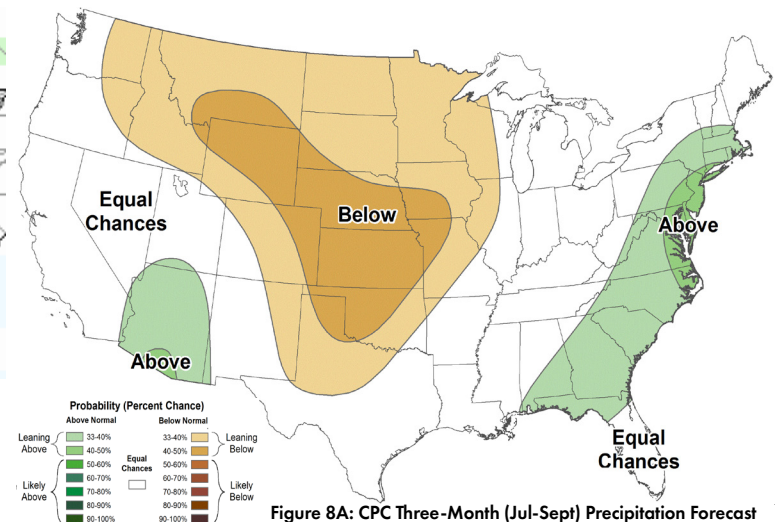 Equal
Chances
Below
Above
Above
Equal
Chances
Probability (Percent Chance)
Above Normal
Below Normal
Leaning
Above
33-40%
40-50%
Likely
Above
50-60%
60-70%
70-80%
80-90%
90-100%
Equal
Chances
33-40%
40-50%
Leaning
Below
50-60%
60-70%
70-80%
80-90%
90-100%
Likely
Below
Figure 8A: CPC Three-Month (Jul-Sept) Precipitation Forecast